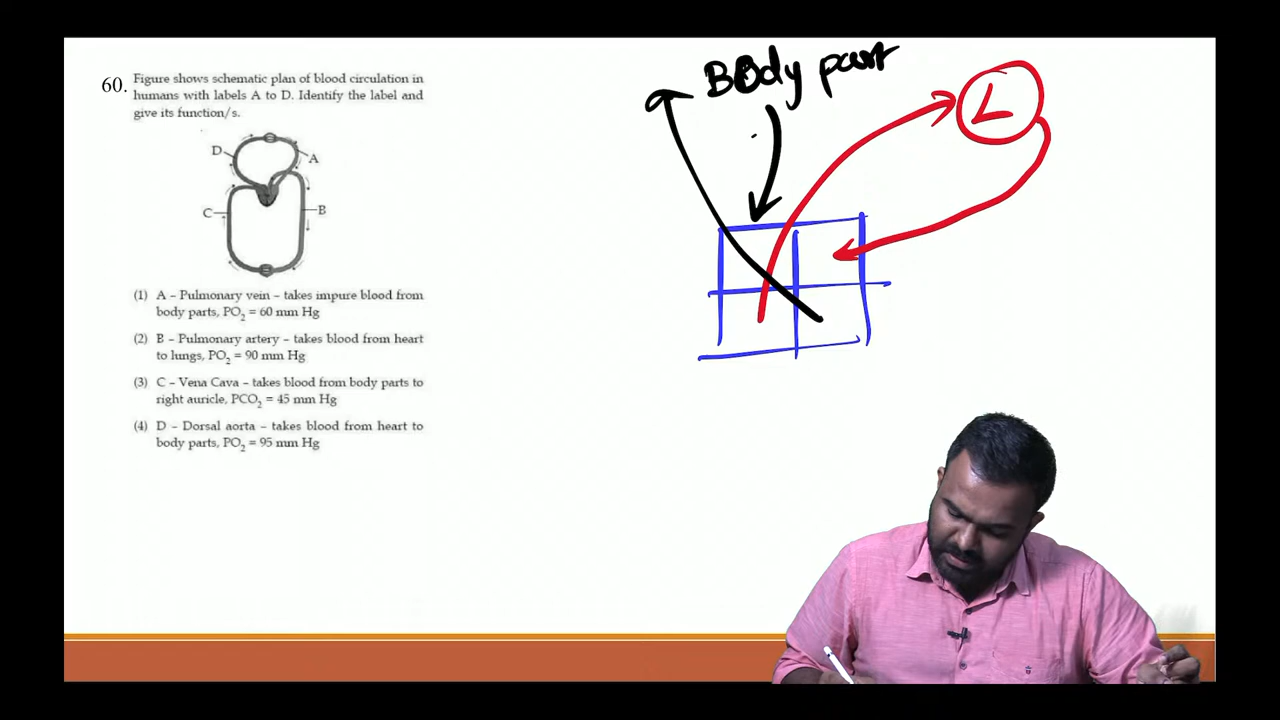 60. Figure shows schematic plan of blood circulation in
humans with labels A to D. Identify the label and
give its function/s.
D
A
C
B
(1) A – Pulmonary vein – takes impure blood from
body parts, PO₂ = 60 mm Hg
(2) B – Pulmonary artery – takes blood from heart
to lungs, PO₂ = 90 mm Hg
(3) C – Vena Cava – takes blood from body parts to
right auricle, PCO₂ = 45 mm Hg
(4) D – Dorsal aorta – takes blood from heart to
body parts, PO₂ = 95 mm Hg
Body part
L